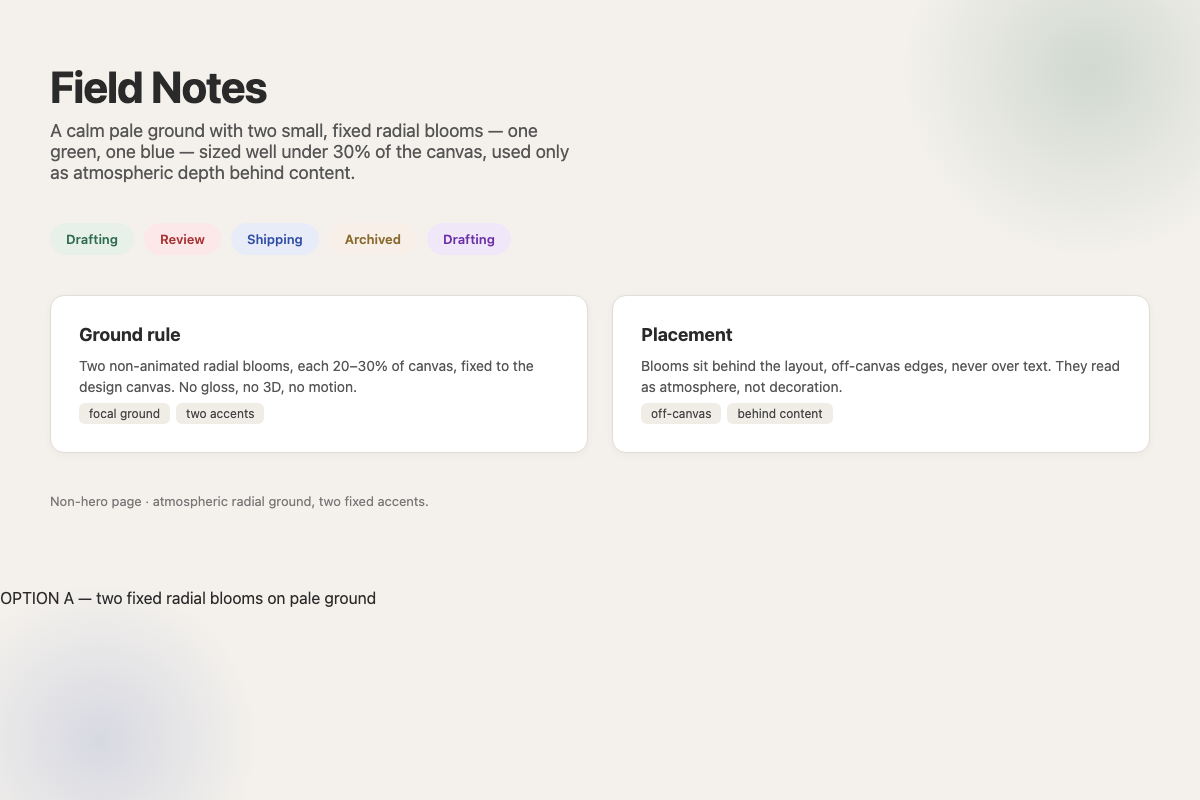 Field Notes
A calm pale ground with two small, fixed radial blooms — one
green, one blue — sized well under 30% of the canvas, used only
as atmospheric depth behind content.
Drafting Review Shipping Archived Drafting
Ground rule
Two non-animated radial blooms, each 20–30% of canvas, fixed to the
design canvas. No gloss, no 3D, no motion.
focal ground two accents
Placement
Blooms sit behind the layout, off-canvas edges, never over text. They read
as atmosphere, not decoration.
off-canvas behind content
Non-hero page · atmospheric radial ground, two fixed accents.
OPTION A — two fixed radial blooms on pale ground